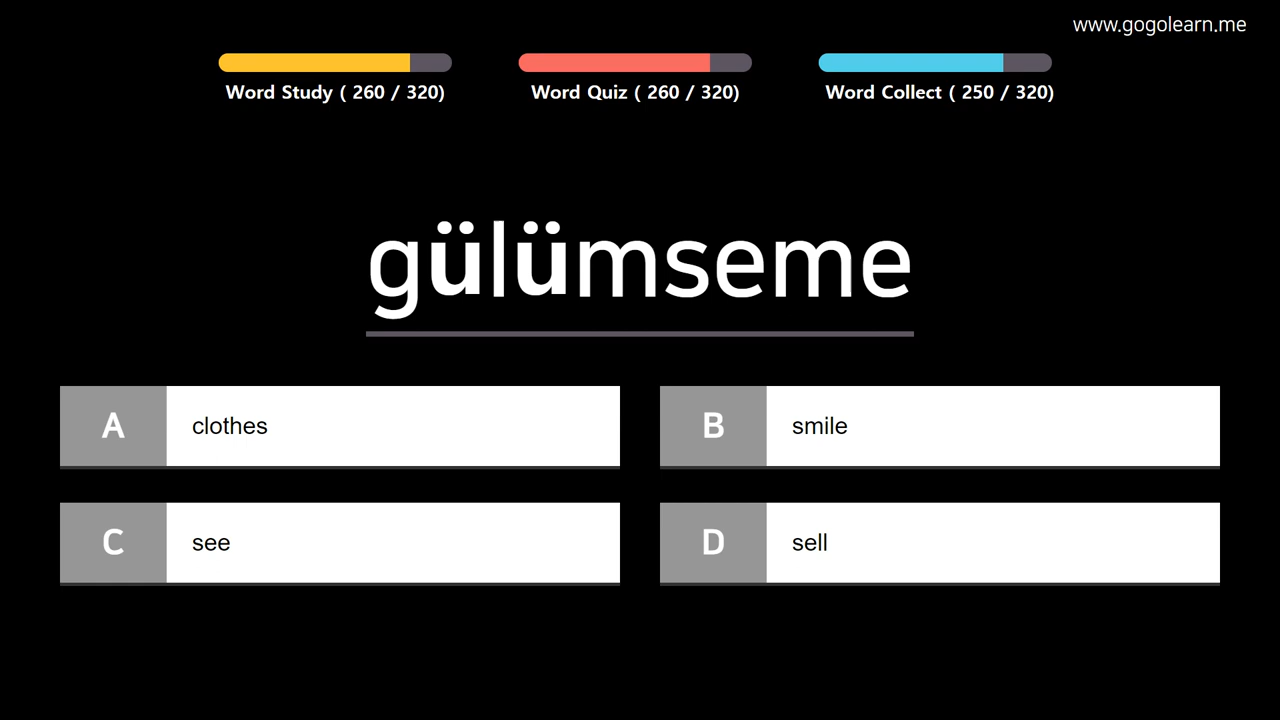 www.gogolearn.me
Word Study ( 260 / 320)
Word Quiz ( 260 / 320)
Word Collect ( 250 / 320)
gülümseme
A clothes
B smile
C see
D sell